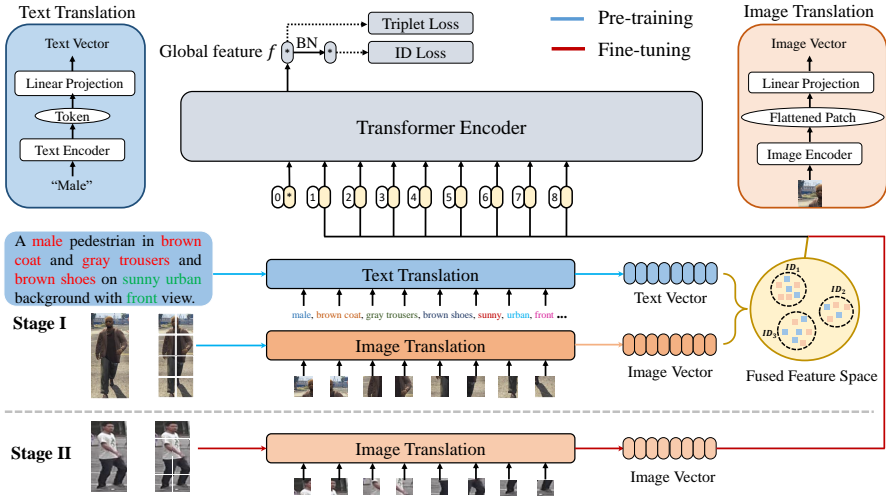 Text Translation
Text Vector
Linear Projection
Token
Text Encoder
“Male”
Global feature f
*
BN
*
Triplet Loss
ID Loss
Pre-training
Fine-tuning
Transformer Encoder
0 * 1 2 3 4 5 6 7 8
Image Translation
Image Vector
Linear Projection
Flattened Patch
Image Encoder
A male pedestrian in brown
coat and gray trousers and
brown shoes on sunny urban
background with front view.
Stage I
Text Translation
male, brown coat, gray trousers, brown shoes, sunny, urban, front ...
Text Vector
Image Translation
Image Vector
ID1
ID2
ID3
Fused Feature Space
Stage II
Image Translation
Image Vector